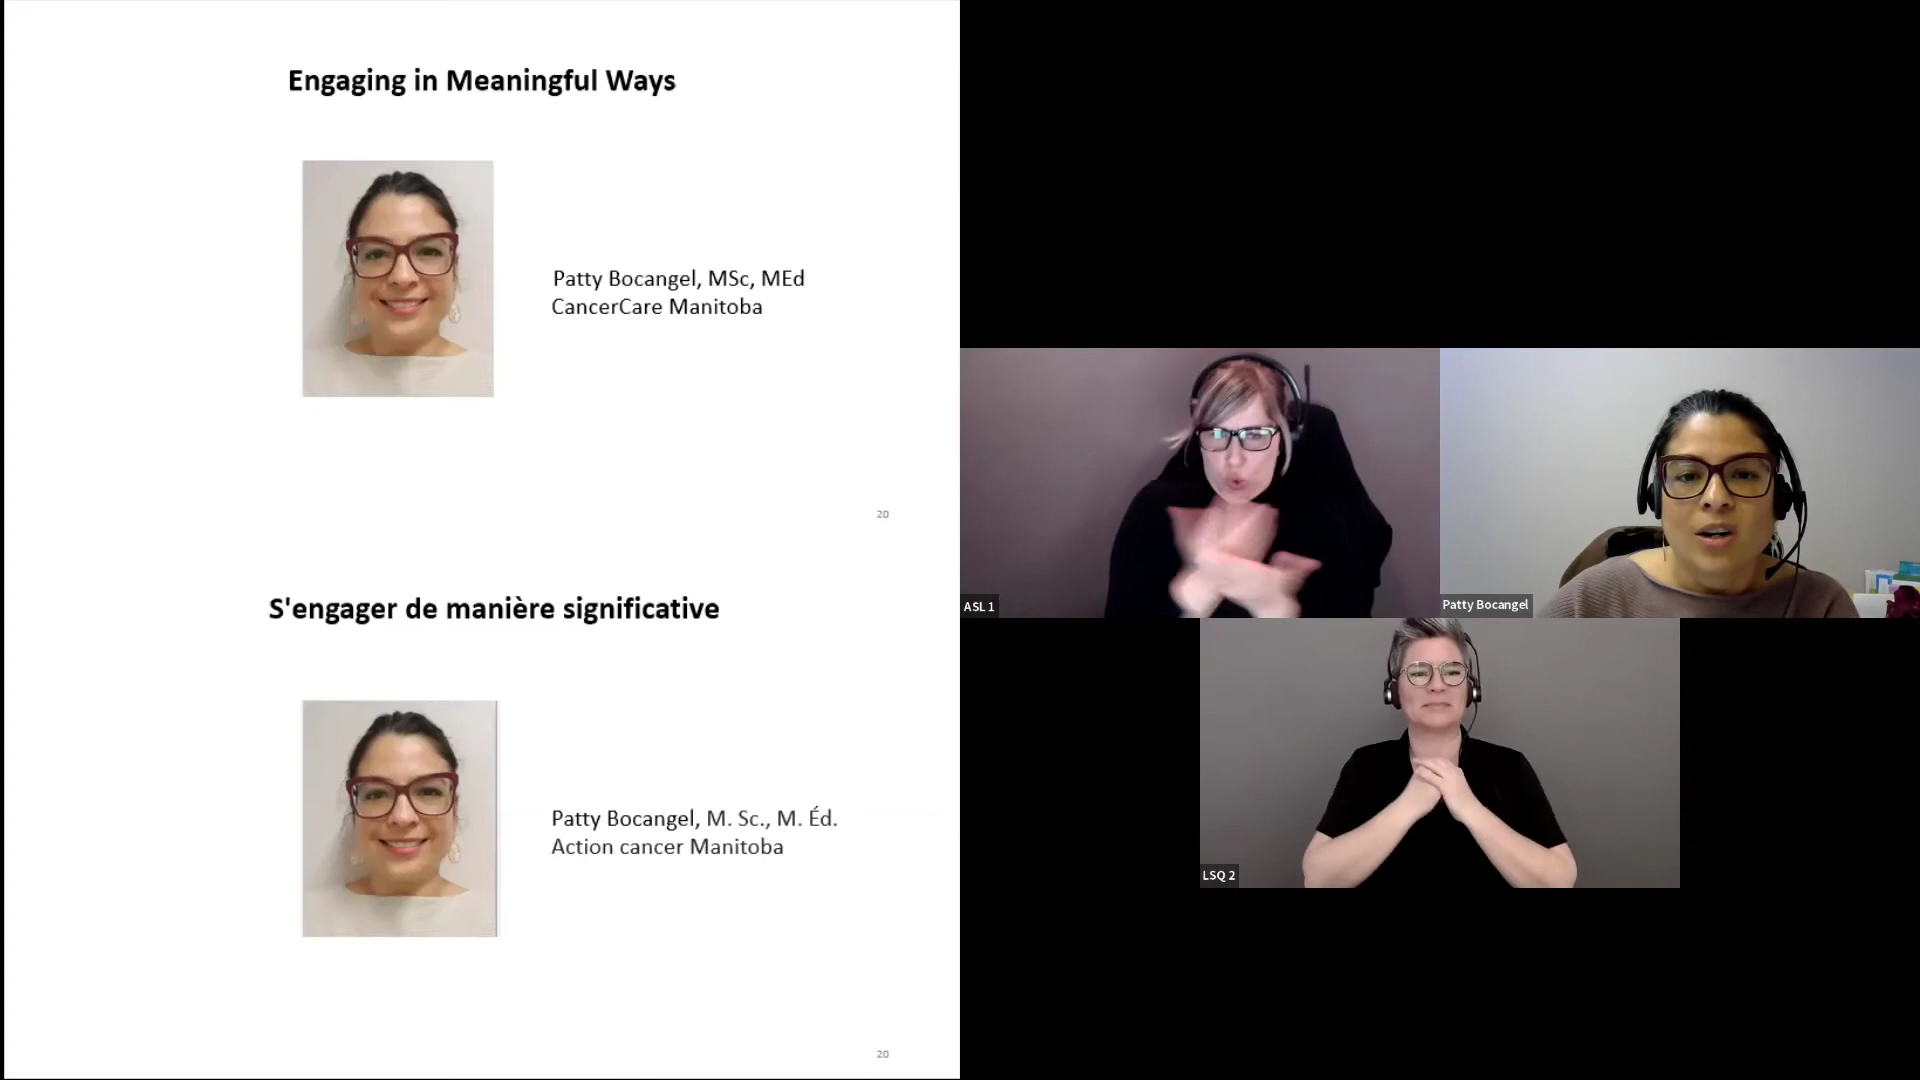 Engaging in Meaningful Ways
Patty Bocangel, MSc, MEd
CancerCare Manitoba
20
S'engager de manière significative
Patty Bocangel, M. Sc., M. Éd.
Action cancer Manitoba
20
ASL 1
Patty Bocangel
LSQ 2